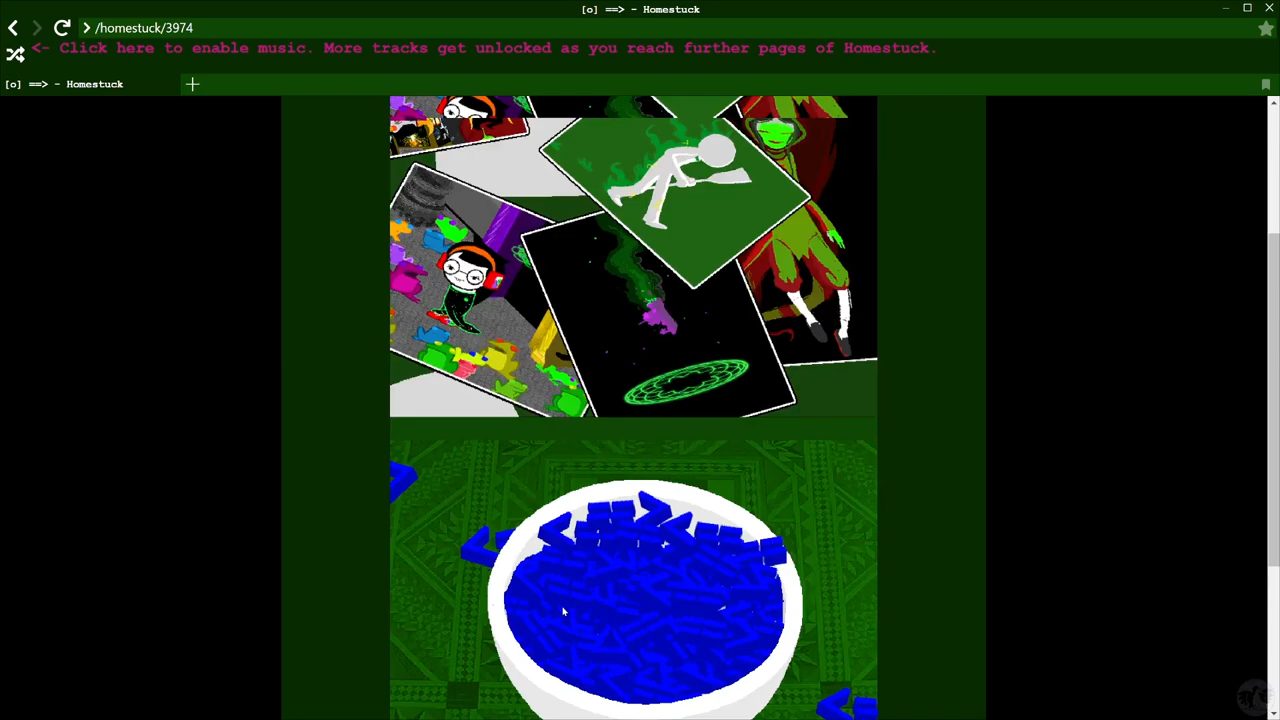 [o] ==> - Homestuck
/homestuck/3974
<- Click here to enable music. More tracks get unlocked as you reach further pages of Homestuck.
[o] ==> - Homestuck